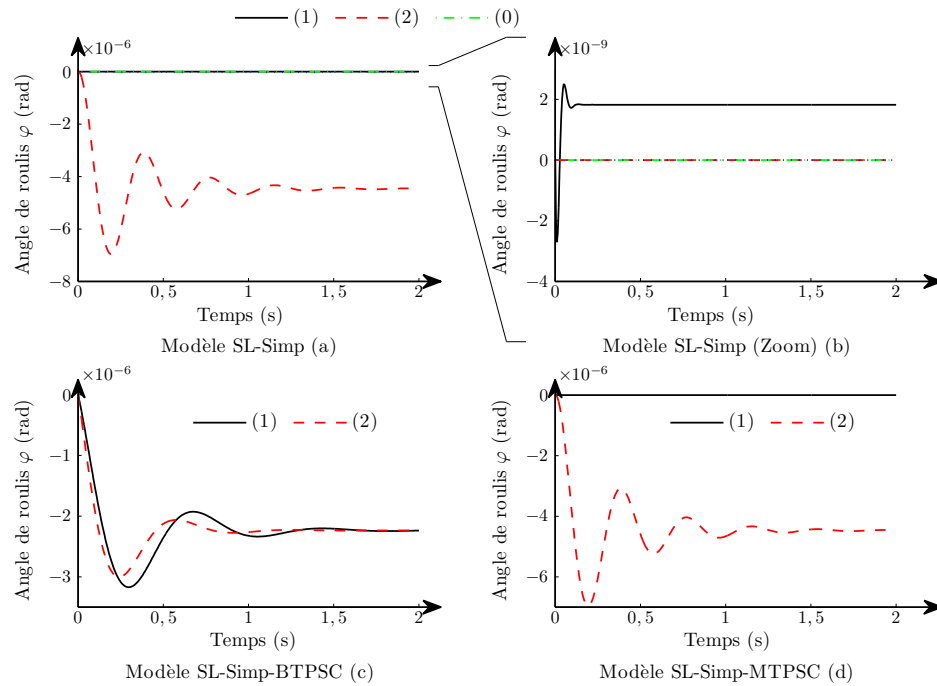 (1) (2) (0)
×10−6
0
−2
−4
−6
−8
Angle de roulis φ (rad)
0 0, 5 1 1, 5 2
Temps (s)
Modèle SL-Simp (a)
×10−9
2
0
−2
−4
Angle de roulis φ (rad)
0 0, 5 1 1, 5 2
Temps (s)
Modèle SL-Simp (Zoom) (b)
×10−6
0
−1
−2
−3
Angle de roulis φ (rad)
(1) (2)
0 0, 5 1 1, 5 2
Temps (s)
Modèle SL-Simp-BTPSC (c)
×10−6
0
−2
−4
−6
Angle de roulis φ (rad)
(1) (2)
0 0, 5 1 1, 5 2
Temps (s)
Modèle SL-Simp-MTPSC (d)